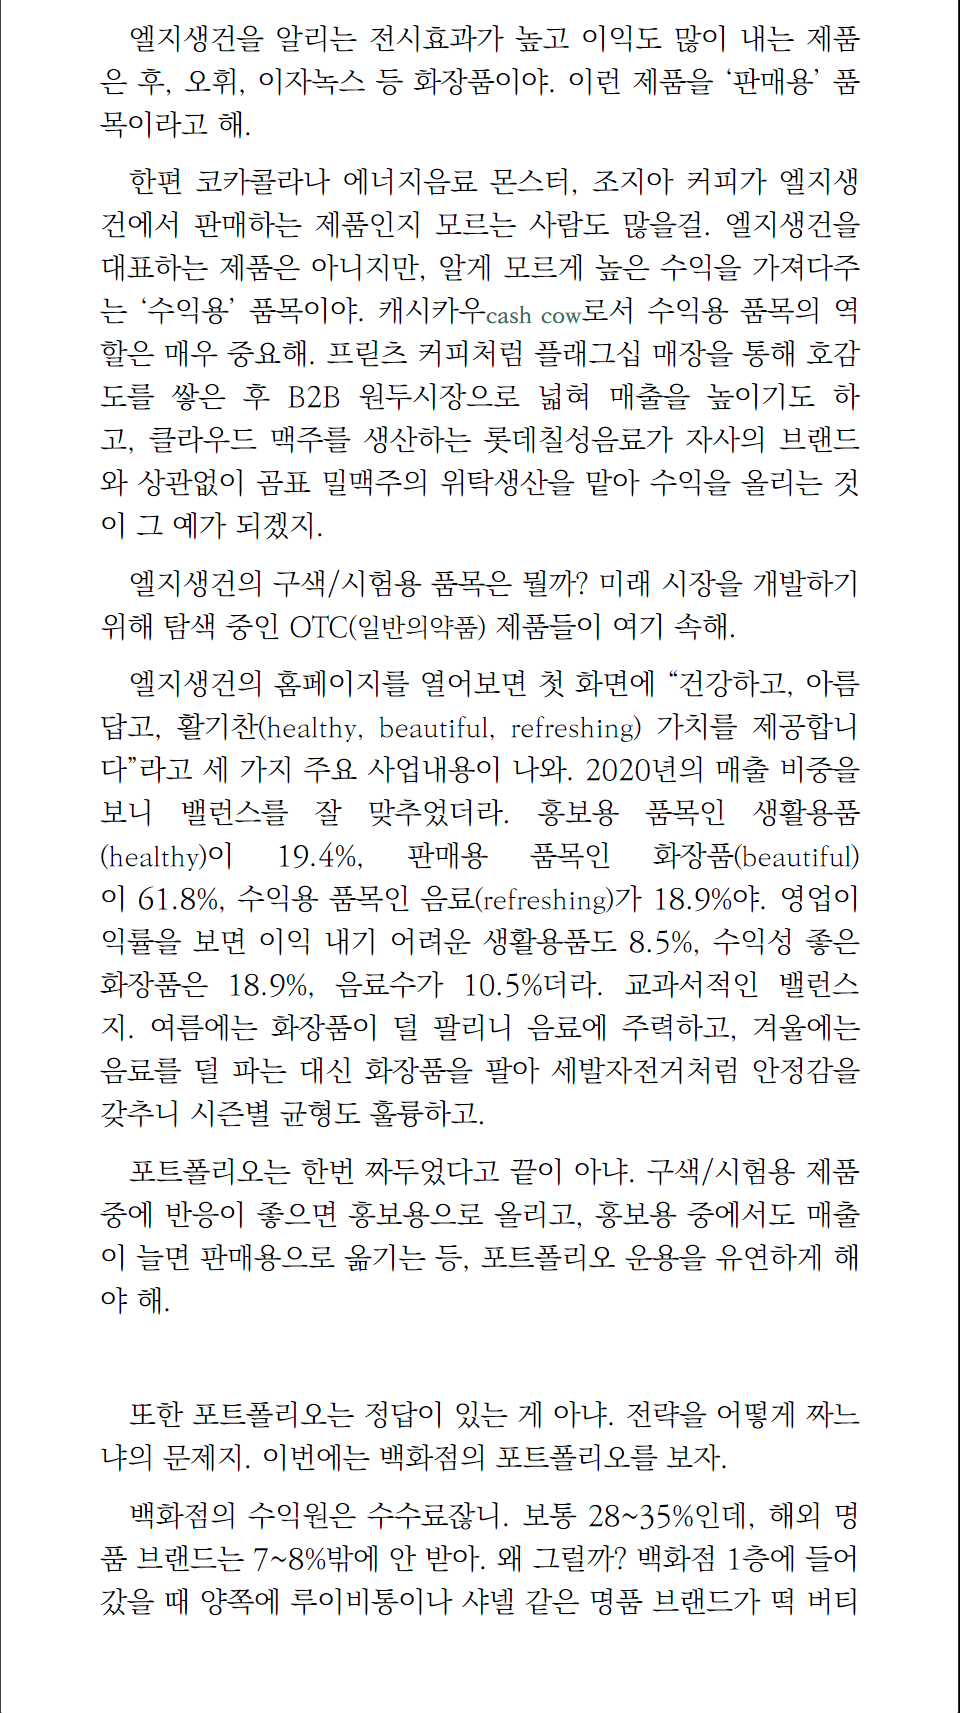 엘지생건을 알리는 전시효과가 높고 이익도 많이 내는 제품
은 후, 오휘, 이자녹스 등 화장품이야. 이런 제품을 ‘판매용’ 품
목이라고 해.
한편 코카콜라나 에너지음료 몬스터, 조지아 커피가 엘지생
건에서 판매하는 제품인지 모르는 사람도 많을걸. 엘지생건을
대표하는 제품은 아니지만, 알게 모르게 높은 수익을 가져다주
는 ‘수익용’ 품목이야. 캐시카우cash cow로서 수익용 품목의 역
할은 매우 중요해. 프릳츠 커피처럼 플래그십 매장을 통해 호감
도를 쌓은 후 B2B 원두시장으로 넓혀 매출을 높이기도 하
고, 클라우드 맥주를 생산하는 롯데칠성음료가 자사의 브랜드
와 상관없이 곰표 밀맥주의 위탁생산을 맡아 수익을 올리는 것
이 그 예가 되겠지.
엘지생건의 구색/시험용 품목은 뭘까? 미래 시장을 개발하기
위해 탐색 중인 OTC(일반의약품) 제품들이 여기 속해.
엘지생건의 홈페이지를 열어보면 첫 화면에 “건강하고, 아름
답고, 활기찬(healthy, beautiful, refreshing) 가치를 제공합니
다”라고 세 가지 주요 사업내용이 나와. 2020년의 매출 비중을
보니 밸런스를 잘 맞추었더라. 홍보용 품목인 생활용품
(healthy)이 19.4%, 판매용 품목인 화장품(beautiful)
이 61.8%, 수익용 품목인 음료(refreshing)가 18.9%야. 영업이
익률을 보면 이익 내기 어려운 생활용품도 8.5%, 수익성 좋은
화장품은 18.9%, 음료수가 10.5%더라. 교과서적인 밸런스
지. 여름에는 화장품이 덜 팔리니 음료에 주력하고, 겨울에는
음료를 덜 파는 대신 화장품을 팔아 세발자전거처럼 안정감을
갖추니 시즌별 균형도 훌륭하고.
포트폴리오는 한번 짜두었다고 끝이 아냐. 구색/시험용 제품
중에 반응이 좋으면 홍보용으로 올리고, 홍보용 중에서도 매출
이 늘면 판매용으로 옮기는 등, 포트폴리오 운용을 유연하게 해
야 해.
또한 포트폴리오는 정답이 있는 게 아냐. 전략을 어떻게 짜느
냐의 문제지. 이번에는 백화점의 포트폴리오를 보자.
백화점의 수익원은 수수료잖니. 보통 28~35%인데, 해외 명
품 브랜드는 7~8%밖에 안 받아. 왜 그럴까? 백화점 1층에 들어
갔을 때 양쪽에 루이비통이나 샤넬 같은 명품 브랜드가 떡 버티